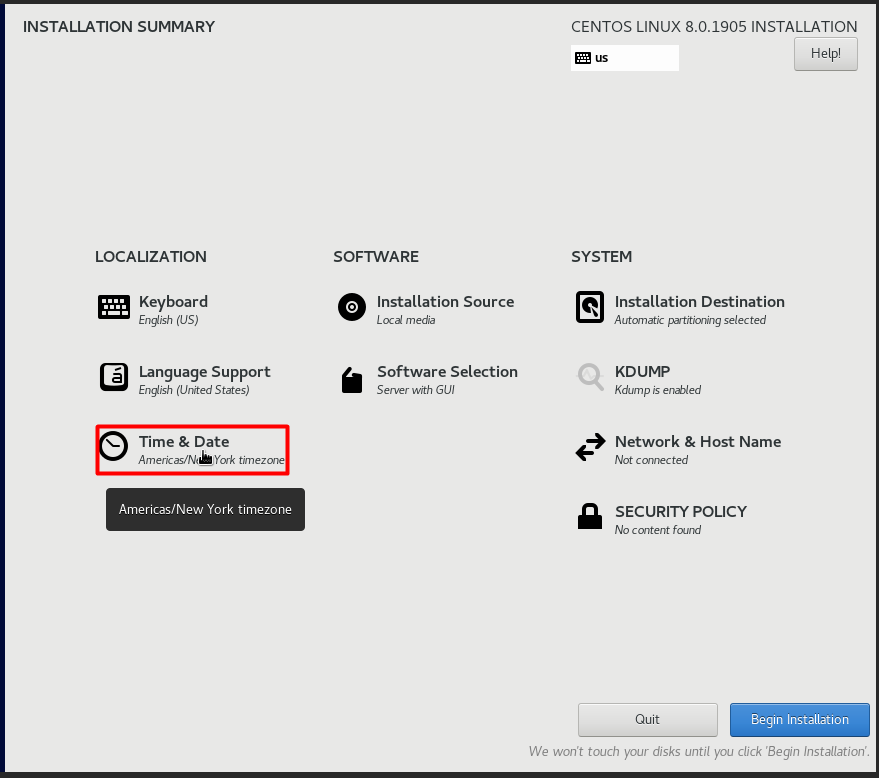 INSTALLATION SUMMARY
CENTOS LINUX 8.0.1905 INSTALLATION
us
Help!
LOCALIZATION
Keyboard
English (US)
Language Support
English (United States)
Time & Date
Americas/New York timezone
Americas/New York timezone
SOFTWARE
Installation Source
Local media
Software Selection
Server with GUI
SYSTEM
Installation Destination
Automatic partitioning selected
KDUMP
Kdump is enabled
Network & Host Name
Not connected
SECURITY POLICY
No content found
Quit
Begin Installation
We won't touch your disks until you click 'Begin Installation'.